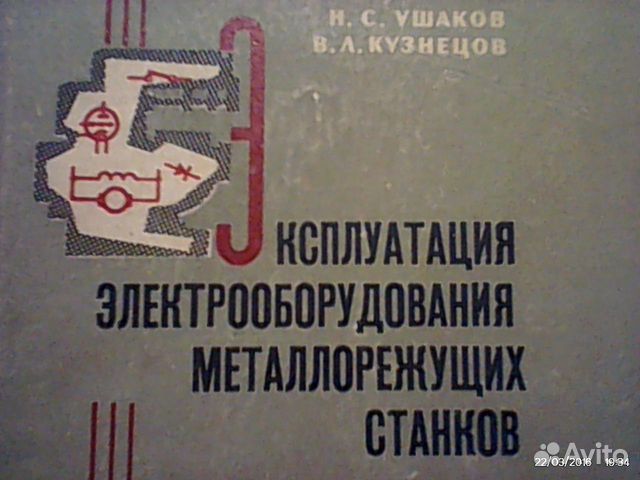 Н. С. УШАКОВ
В. Л. КУЗНЕЦОВ
ЭКСПЛУАТАЦИЯ
ЭЛЕКТРООБОРУДОВАНИЯ
МЕТАЛЛОРЕЖУЩИХ
СТАНКОВ
Avito
22/03/2016 19:34